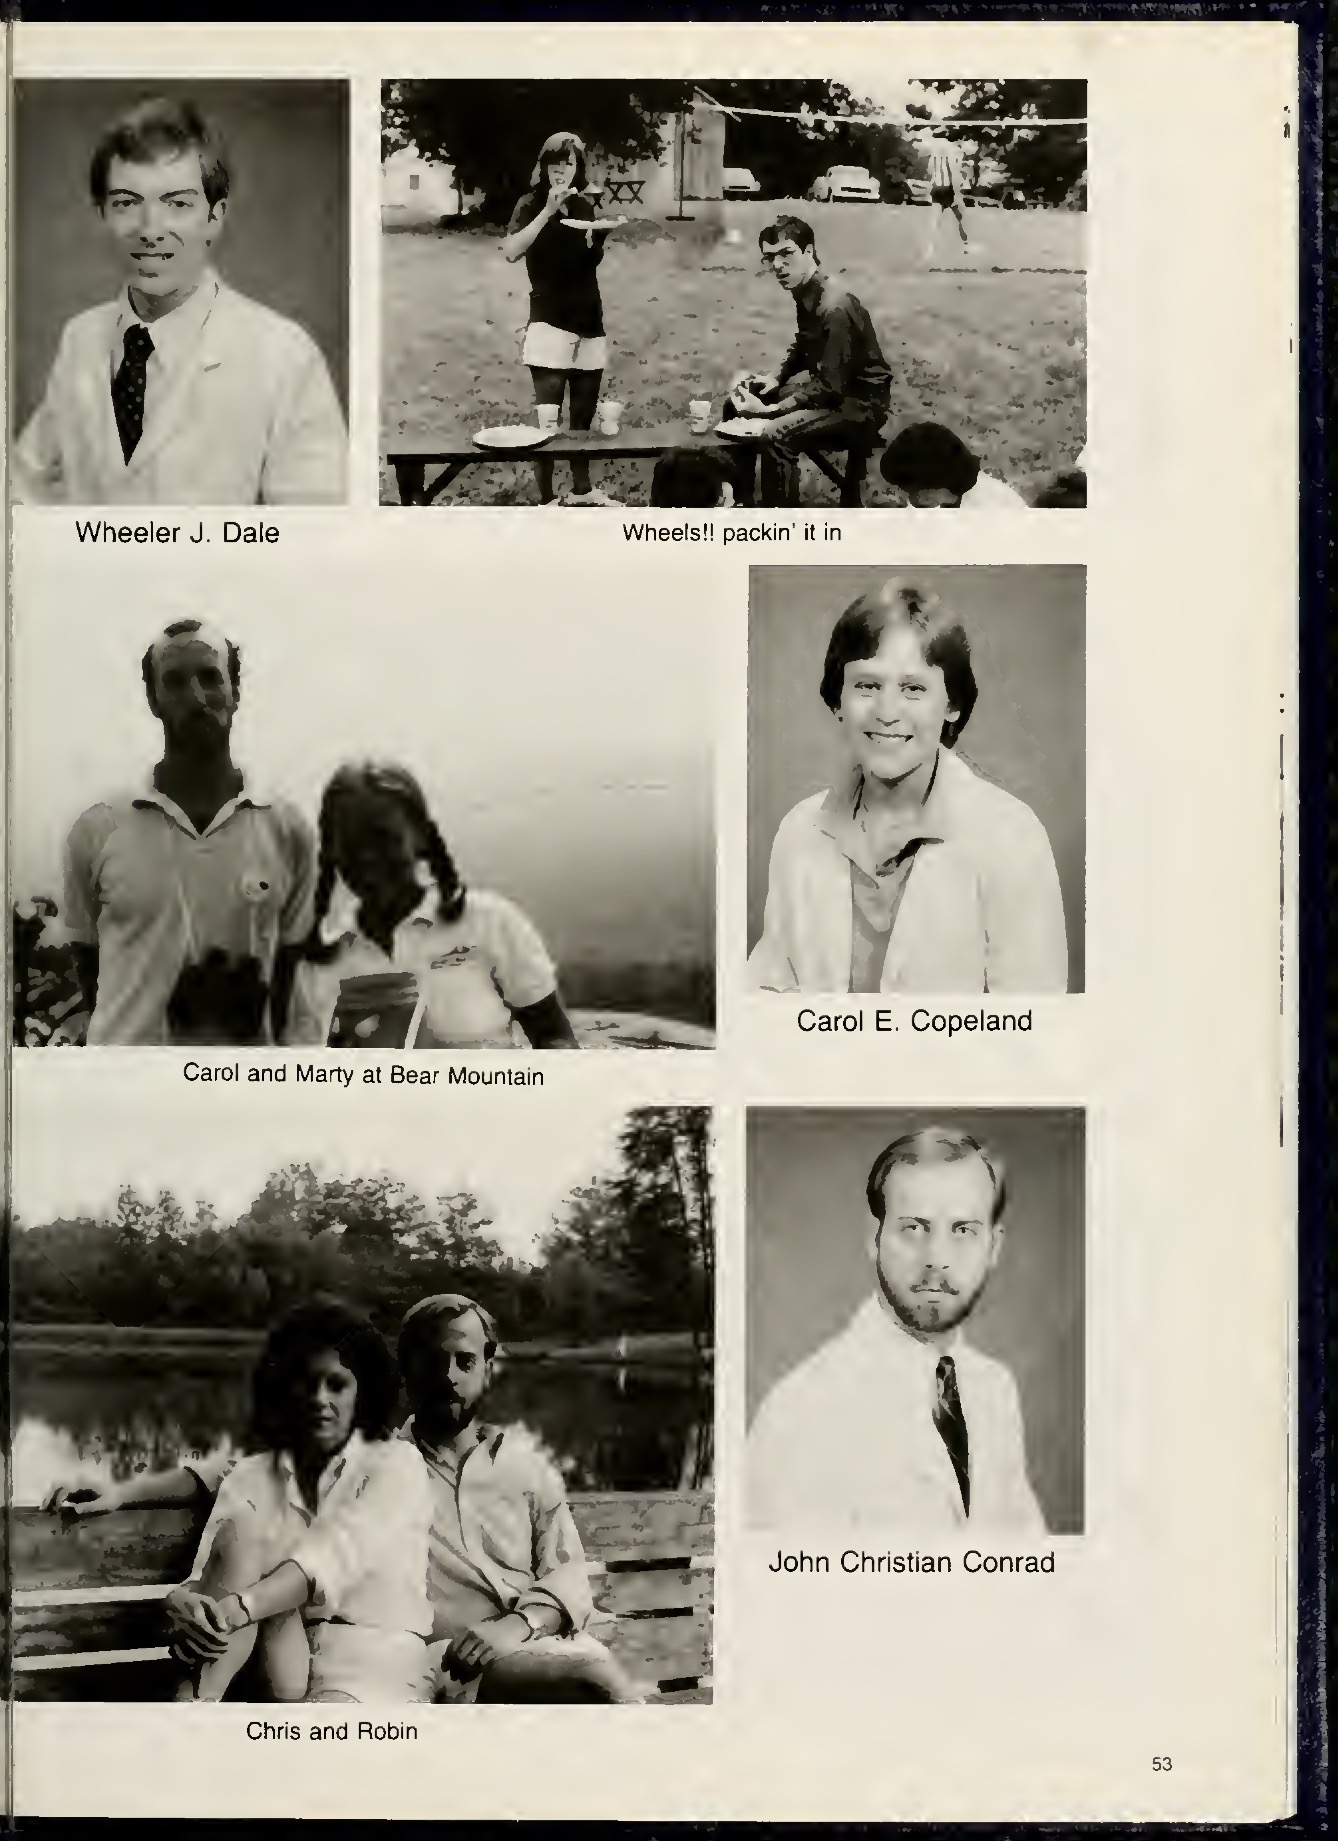 Wheeler J. Dale
Wheels!! packin' it in
Carol E. Copeland
Carol and Marty at Bear Mountain
John Christian Conrad
Chris and Robin
53